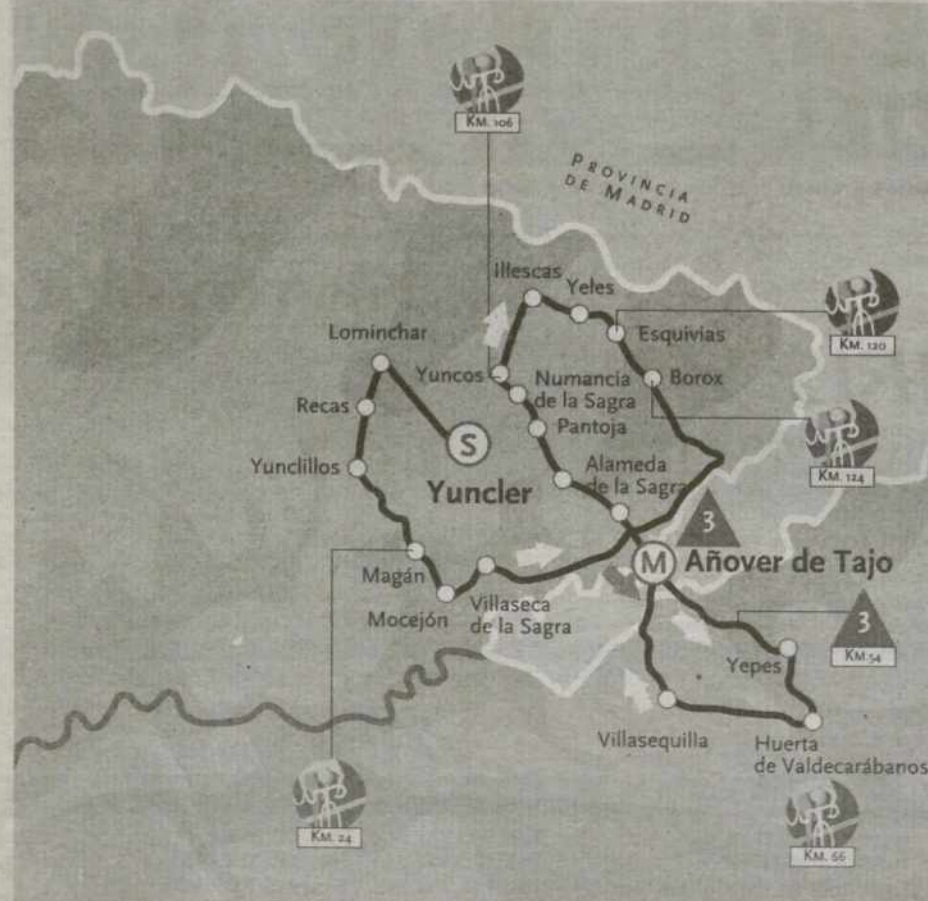 KM. 106
PROVINCIA
DE MADRID
Illescas
Yeles
Esquivias
KM. 120
Lominchar
Yuncos
Numancia
de la Sagra
Borox
Recas
Pantoja
KM. 124
S
Yunclillos
Yuncler
Alameda
de la Sagra
3
M
Añover de Tajo
Magán
Mocejón
Villaseca
de la Sagra
3
KM. 54
Yepes
Villasequilla
Huerta
de Valdecarábanos
KM. 24
KM. 66